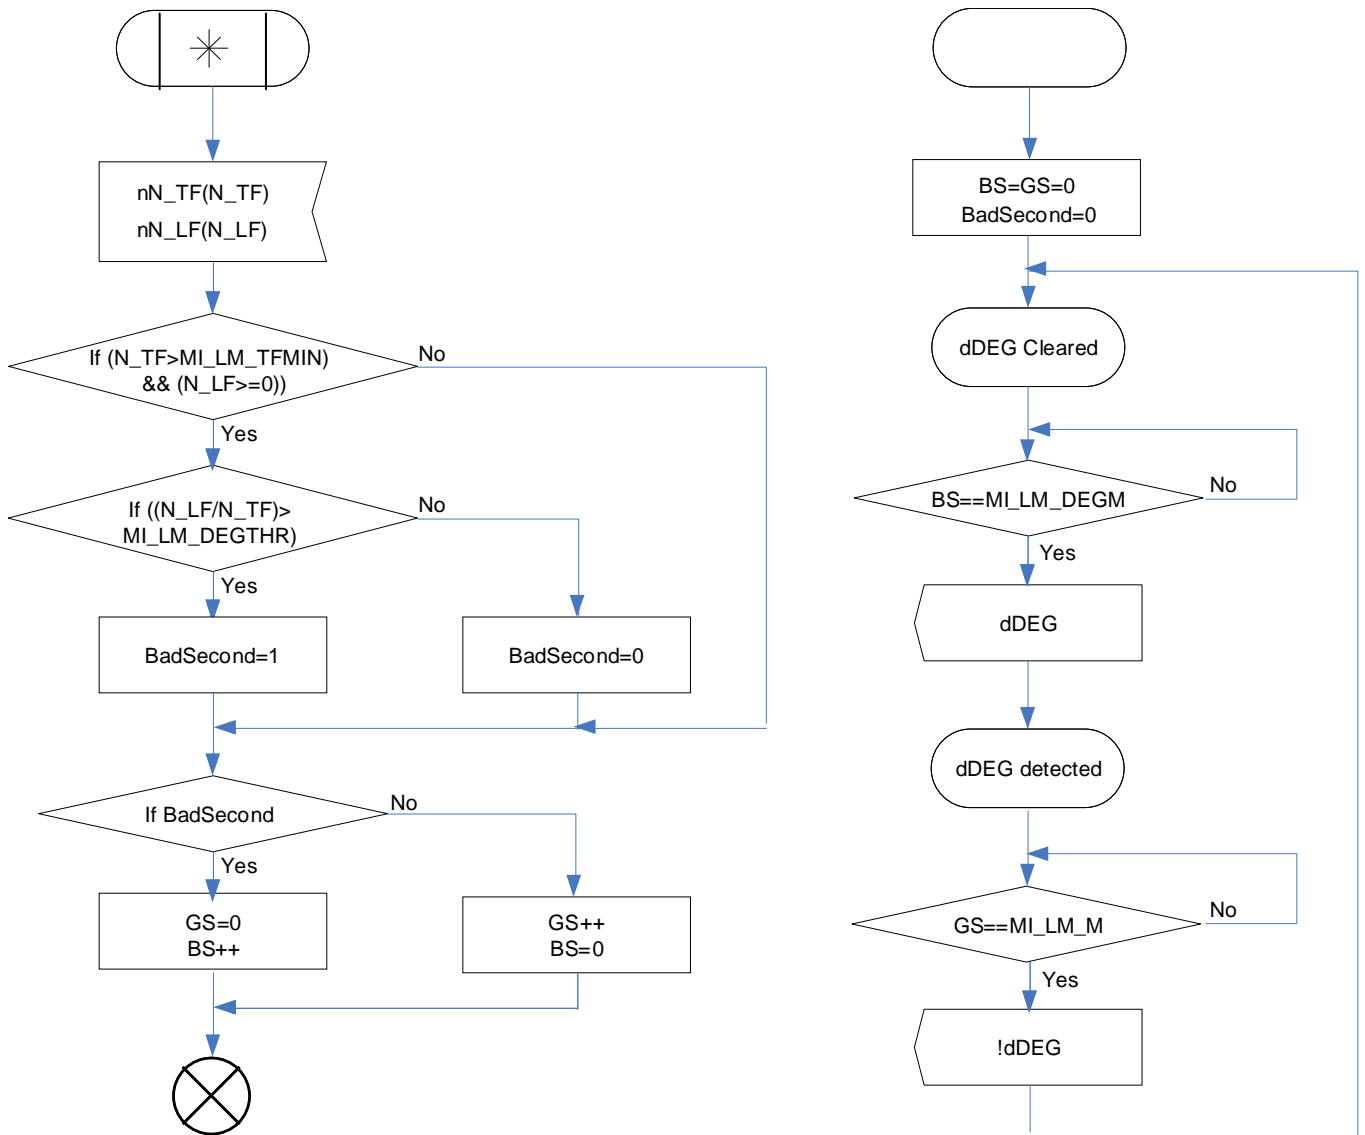 nN_TF(N_TF)
nN_LF(N_LF)
If (N_TF>MI_LM_TFMIN)
&& (N_LF>=0))
No
Yes
If ((N_LF/N_TF)>
MI_LM_DEGTHR)
No
Yes
BadSecond=1
BadSecond=0
If BadSecond
No
Yes
GS=0
BS++
GS++
BS=0
BS=GS=0
BadSecond=0
dDEG Cleared
BS==MI_LM_DEGM
No
Yes
dDEG
dDEG detected
GS==MI_LM_M
No
Yes
!dDEG